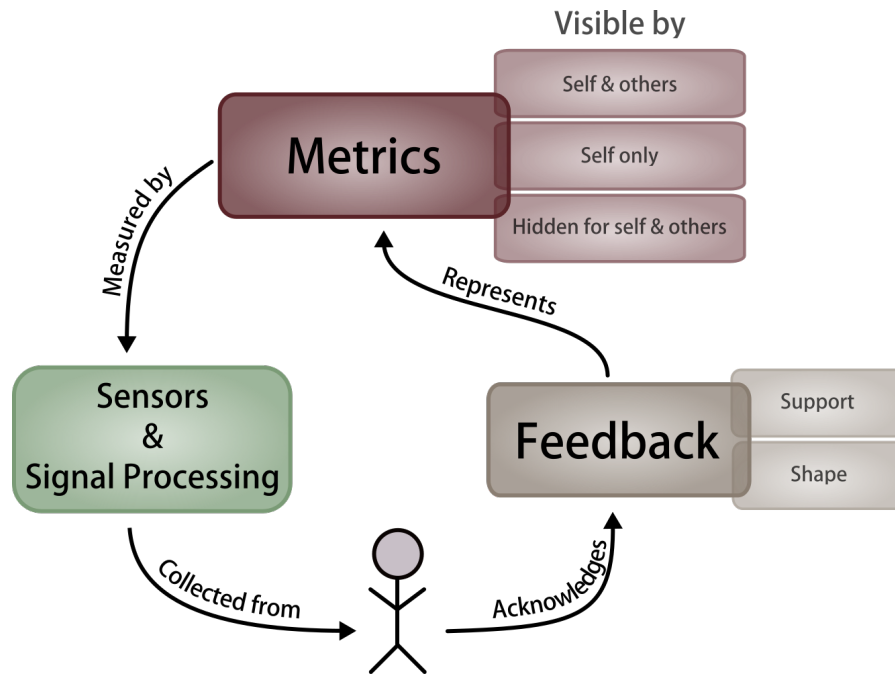 Visible by
Self & others
Metrics
Self only
Hidden for self & others
Measured by
Represents
Sensors
&
Signal Processing
Feedback
Support
Shape
Collected from
Acknowledges